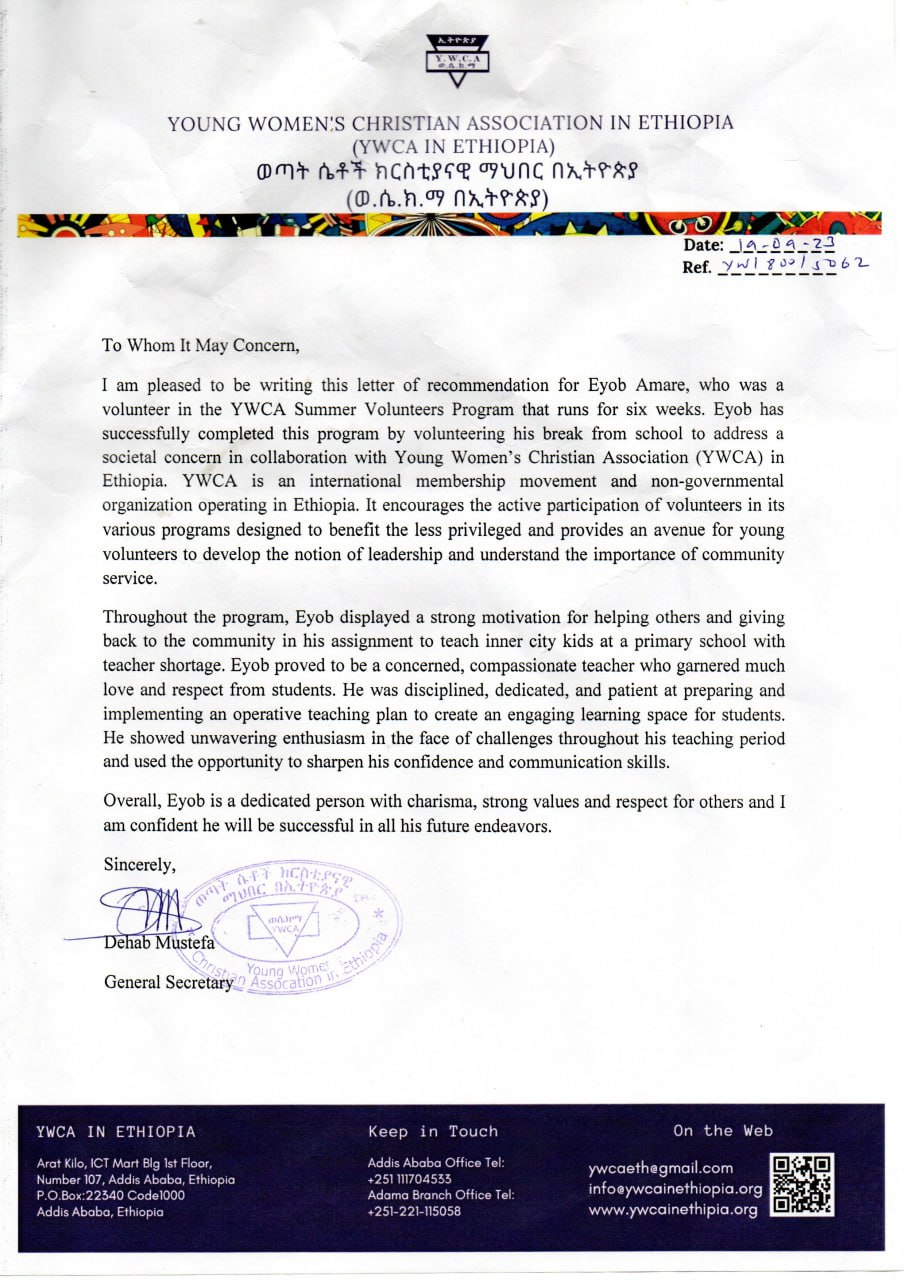 ኢትዮጵያ
Y.W.C.A
ወ.ሴ.ክ.ማ
YOUNG WOMEN'S CHRISTIAN ASSOCIATION IN ETHIOPIA
(YWCA IN ETHIOPIA)
ወጣት ሴቶች ክርስቲያናዊ ማህበር በኢትዮጵያ
(ወ.ሴ.ክ.ማ በኢትዮጵያ)
Date: 19-09-23
Ref. YW/800/5062
To Whom It May Concern,
I am pleased to be writing this letter of recommendation for Eyob Amare, who was a
volunteer in the YWCA Summer Volunteers Program that runs for six weeks. Eyob has
successfully completed this program by volunteering his break from school to address a
societal concern in collaboration with Young Women’s Christian Association (YWCA) in
Ethiopia. YWCA is an international membership movement and non-governmental
organization operating in Ethiopia. It encourages the active participation of volunteers in its
various programs designed to benefit the less privileged and provides an avenue for young
volunteers to develop the notion of leadership and understand the importance of community
service.
Throughout the program, Eyob displayed a strong motivation for helping others and giving
back to the community in his assignment to teach inner city kids at a primary school with
teacher shortage. Eyob proved to be a concerned, compassionate teacher who garnered much
love and respect from students. He was disciplined, dedicated, and patient at preparing and
implementing an operative teaching plan to create an engaging learning space for students.
He showed unwavering enthusiasm in the face of challenges throughout his teaching period
and used the opportunity to sharpen his confidence and communication skills.
Overall, Eyob is a dedicated person with charisma, strong values and respect for others and I
am confident he will be successful in all his future endeavors.
Sincerely,
ወጣት ሴቶች ክርስቲያናዊ
ማህበር በኢትዮጵያ
ወሴክማ
YWCA
Young Women
Christian Assocation in Ethiopia
Dehab Mustefa
General Secretary
YWCA IN ETHIOPIA
Arat Kilo, ICT Mart Blg 1st Floor,
Number 107, Addis Ababa, Ethiopia
P.O.Box:22340 Code1000
Addis Ababa, Ethiopia
Keep in Touch
Addis Ababa Office Tel:
+251 111704533
Adama Branch Office Tel:
+251-221-115058
On the Web
ywcaeth@gmail.com
info@ywcainethiopia.org
www.ywcainethipia.org